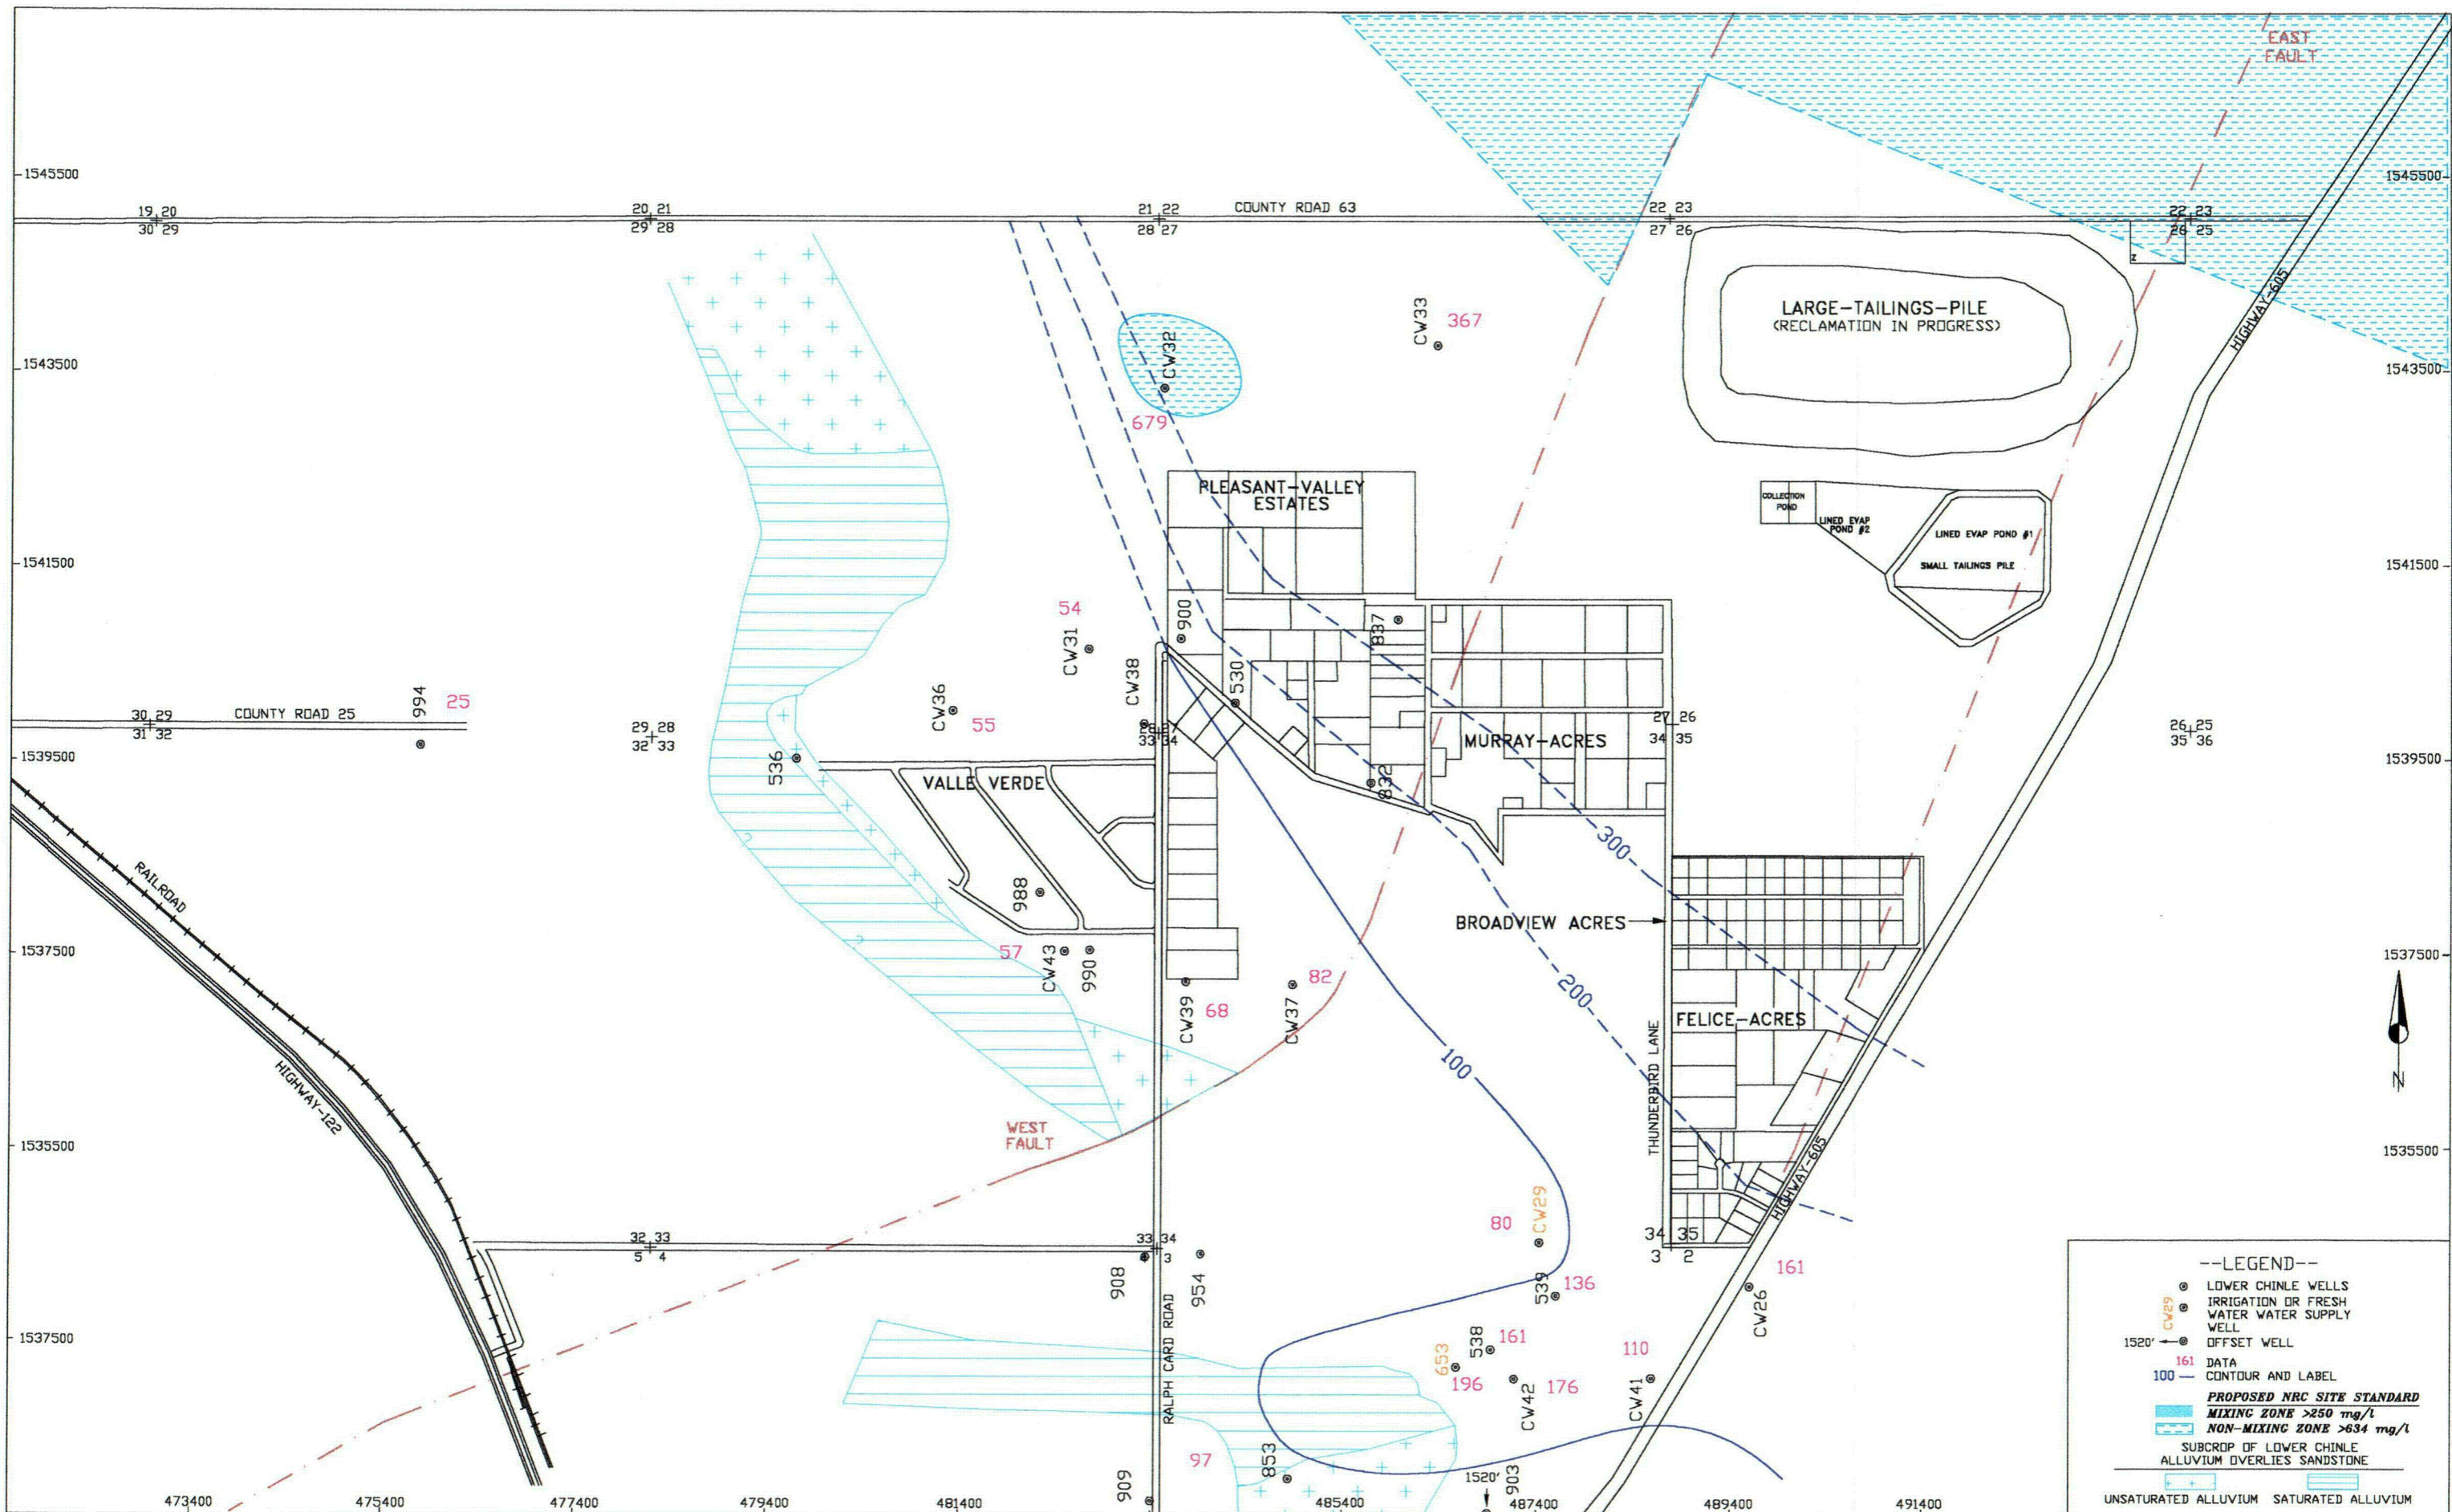 EAST
FAULT
1545500
1545500
19 20
30 29
20 21
29 28
21 22
28 27
COUNTY ROAD 63
22 23
27 26
22 23
26 25
Z
LARGE-TAILINGS-PILE
(RECLAMATION IN PROGRESS)
HIGHWAY-605
CW33
367
CW32
679
1543500
1543500
PLEASANT-VALLEY
ESTATES
COLLECTION
POND
LINED EVAP
POND #2
LINED EVAP POND #1
SMALL TAILINGS PILE
1541500
1541500
54
CW31
900
837
530
CW38
CW36
55
994
25
30 29
31 32
COUNTY ROAD 25
29 28
32 33
28 27
33 34
27 26
34 35
26 25
35 36
MURRAY-ACRES
1539500
1539500
536
VALLE VERDE
832
300
RAILROAD
?
988
BROADVIEW ACRES
?
1537500
1537500
57
CW43
990
82
CW39
68
CW37
200
FELICE-ACRES
100
THUNDERBIRD LANE
HIGHWAY-122
N
WEST
FAULT
1535500
1535500
HIGHWAY-605
80
CW29
32 33
5 4
33 34
4 3
34 35
3 2
908
954
539
136
161
CW26
1537500
RALPH CARD ROAD
538
161
653
196
CW42
176
110
CW41
97
853
909
1520'
903
473400
475400
477400
479400
481400
485400
487400
489400
491400
--LEGEND--
LOWER CHINLE WELLS
CW29
IRRIGATION OR FRESH
WATER WATER SUPPLY
WELL
1520' OFFSET WELL
161 DATA
100 CONTOUR AND LABEL
PROPOSED NRC SITE STANDARD
MIXING ZONE >250 mg/l
NON-MIXING ZONE >634 mg/l
SUBCROP OF LOWER CHINLE
ALLUVIUM OVERLIES SANDSTONE
UNSATURATED ALLUVIUM SATURATED ALLUVIUM